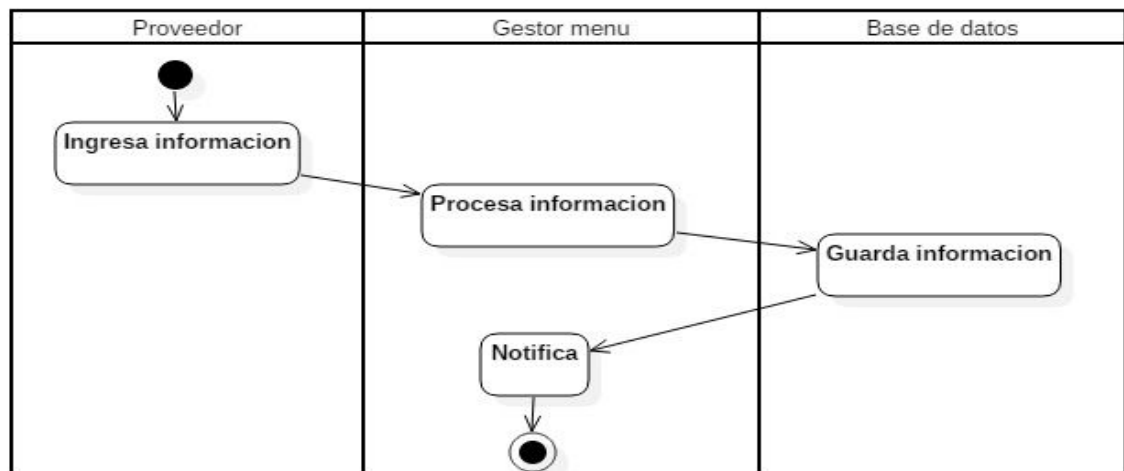 Proveedor
Gestor menu
Base de datos
Ingresa informacion
Procesa informacion
Guarda informacion
Notifica